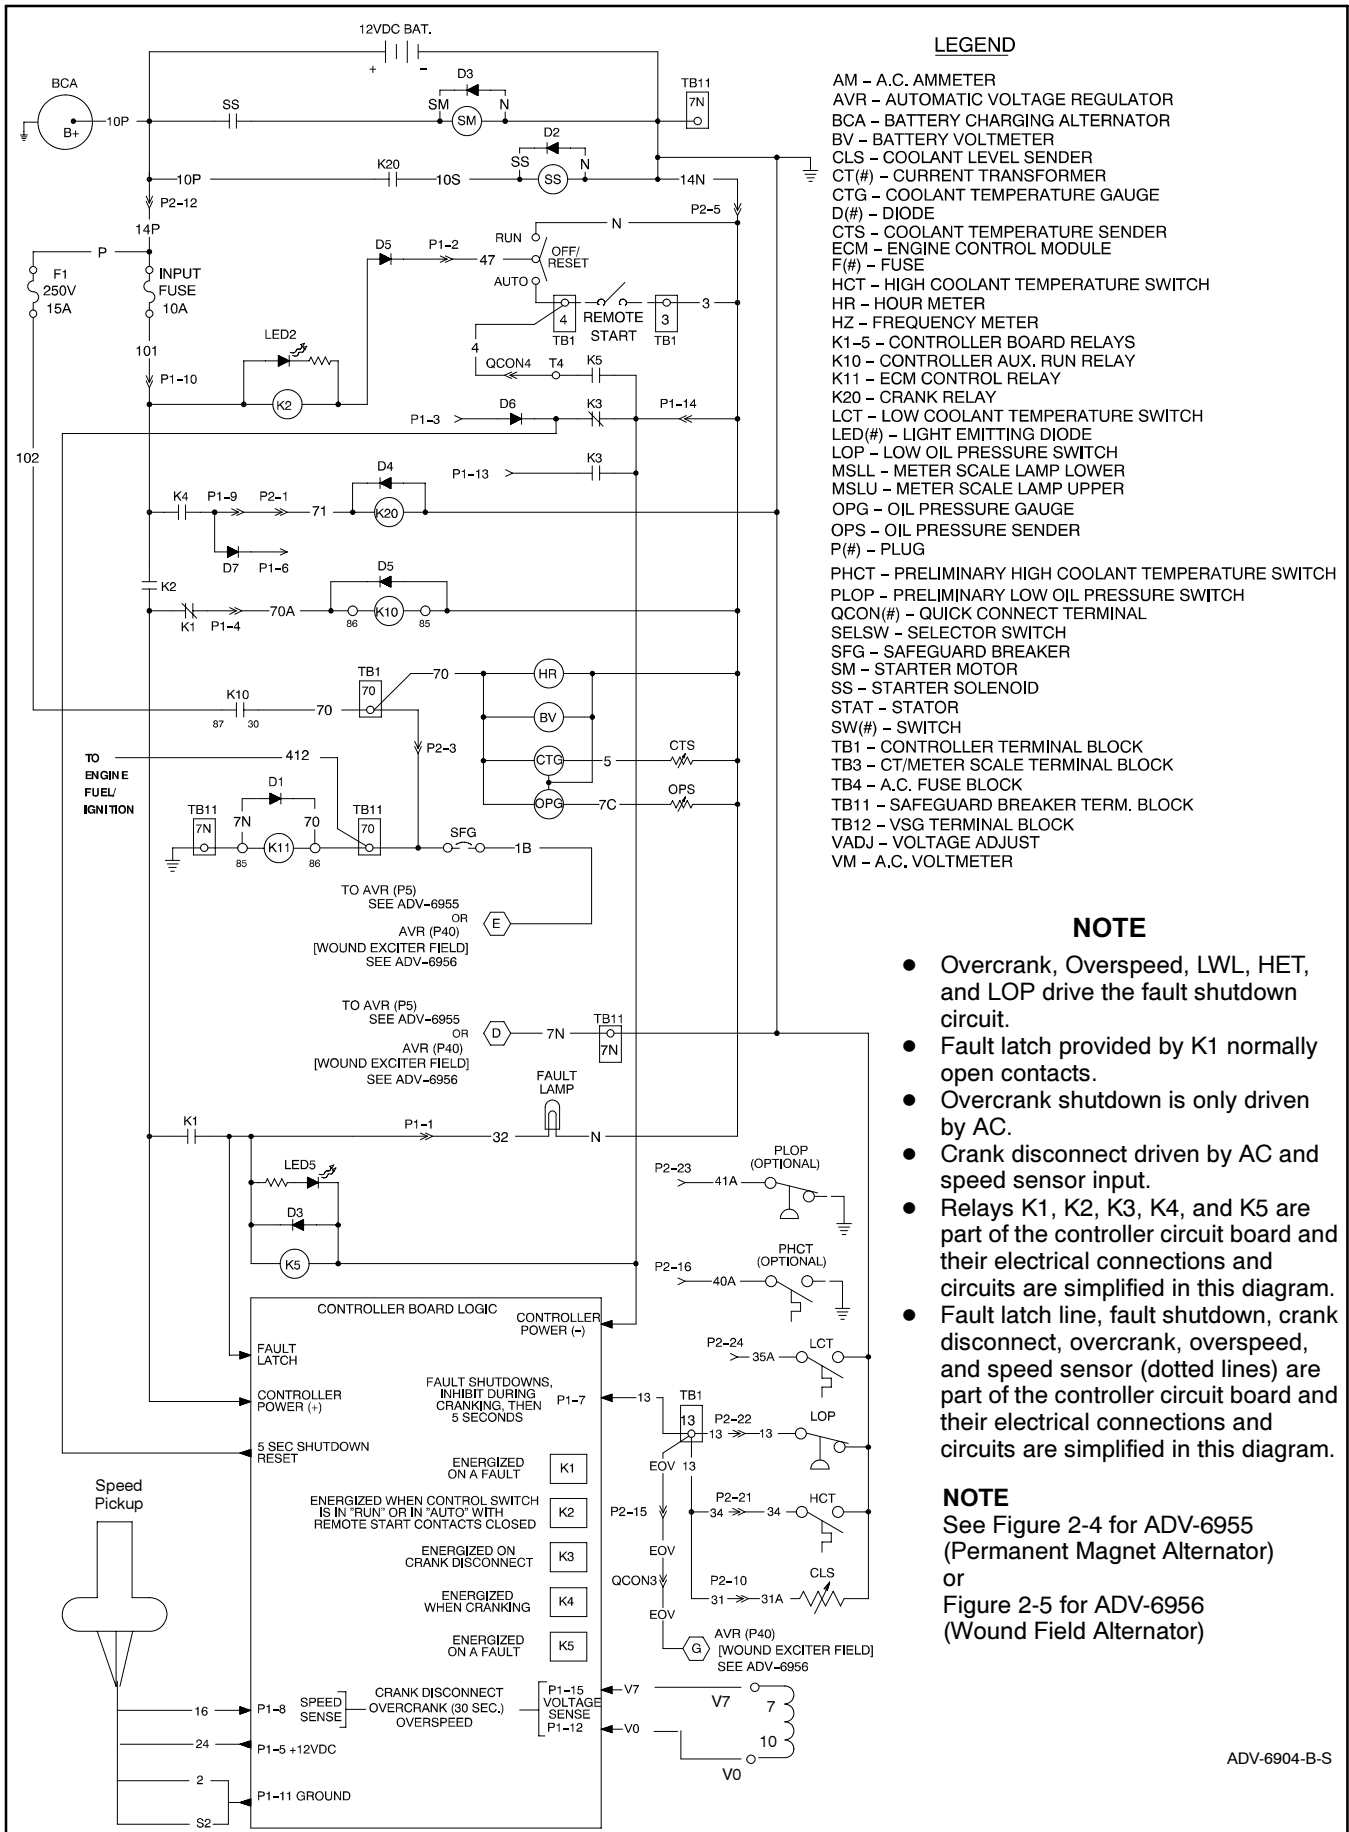 12VDC BAT.
+ –
BCA
B+
10P
SS
D3
SM N
SM
TB11
7N
D2
SS N
SS
10P
K20
10S
14N
P2–12
14P
P2–5
P
F1
250V
15A
INPUT
FUSE
10A
D5
P1–2
47
RUN
OFF/
RESET
AUTO
N
4
TB1
REMOTE
START
3
TB1
3
101
P1–10
LED2
K2
4
QCON4
T4
K5
P1–3
D6
K3
P1–14
102
P1–13
K3
K4
P1–9
P2–1
71
D4
K20
D7
P1–6
K2
K1
P1–4
70A
D5
86
K10
85
K10
87 30
70
TB1
70
70
P2–3
HR
BV
CTG
5
CTS
OPG
7C
OPS
TO
ENGINE
FUEL/
IGNITION
412
TB11
7N
D1
7N 70
85
K11
86
TB11
70
SFG
1B
TO AVR (P5)
SEE ADV–6955
OR
AVR (P40)
[WOUND EXCITER FIELD]
SEE ADV–6956
E
TO AVR (P5)
SEE ADV–6955
OR
AVR (P40)
[WOUND EXCITER FIELD]
SEE ADV–6956
D
7N
TB11
7N
FAULT
LAMP
K1
P1–1
32
N
LED5
D3
K5
P2–23
41A
PLOP
(OPTIONAL)
P2–16
40A
PHCT
(OPTIONAL)
P2–24
35A
LCT
CONTROLLER BOARD LOGIC
CONTROLLER
POWER (–)
FAULT
LATCH
CONTROLLER
POWER (+)
FAULT SHUTDOWNS,
INHIBIT DURING
CRANKING, THEN
5 SECONDS
P1–7
13
TB1
13
13
P2–22
13
LOP
5 SEC SHUTDOWN
RESET
ENERGIZED
ON A FAULT
K1
ENERGIZED WHEN CONTROL SWITCH
IS IN "RUN" OR IN "AUTO" WITH
REMOTE START CONTACTS CLOSED
K2
ENERGIZED ON
CRANK DISCONNECT
K3
ENERGIZED
WHEN CRANKING
K4
ENERGIZED
ON A FAULT
K5
EOV
13
P2–15
EOV
QCON3
EOV
P2–21
34
34
HCT
P2–10
31
31A
CLS
G
AVR (P40)
[WOUND EXCITER FIELD]
SEE ADV–6956
Speed
Pickup
16
P1–8
SPEED
SENSE
CRANK DISCONNECT
OVERCRANK (30 SEC.)
OVERSPEED
P1–15
VOLTAGE
SENSE
P1–12
V7
V0
V7
7
10
V0
24
P1–5 +12VDC
2
P1–11 GROUND
S2
LEGEND
AM – A.C. AMMETER
AVR – AUTOMATIC VOLTAGE REGULATOR
BCA – BATTERY CHARGING ALTERNATOR
BV – BATTERY VOLTMETER
CLS – COOLANT LEVEL SENDER
CT(#) – CURRENT TRANSFORMER
CTG – COOLANT TEMPERATURE GAUGE
D(#) – DIODE
CTS – COOLANT TEMPERATURE SENDER
ECM – ENGINE CONTROL MODULE
F(#) – FUSE
HCT – HIGH COOLANT TEMPERATURE SWITCH
HR – HOUR METER
HZ – FREQUENCY METER
K1–5 – CONTROLLER BOARD RELAYS
K10 – CONTROLLER AUX. RUN RELAY
K11 – ECM CONTROL RELAY
K20 – CRANK RELAY
LCT – LOW COOLANT TEMPERATURE SWITCH
LED(#) – LIGHT EMITTING DIODE
LOP – LOW OIL PRESSURE SWITCH
MSLL – METER SCALE LAMP LOWER
MSLU – METER SCALE LAMP UPPER
OPG – OIL PRESSURE GAUGE
OPS – OIL PRESSURE SENDER
P(#) – PLUG
PHCT – PRELIMINARY HIGH COOLANT TEMPERATURE SWITCH
PLOP – PRELIMINARY LOW OIL PRESSURE SWITCH
QCON(#) – QUICK CONNECT TERMINAL
SELSW – SELECTOR SWITCH
SFG – SAFEGUARD BREAKER
SM – STARTER MOTOR
SS – STARTER SOLENOID
STAT – STATOR
SW(#) – SWITCH
TB1 – CONTROLLER TERMINAL BLOCK
TB3 – CT/METER SCALE TERMINAL BLOCK
TB4 – A.C. FUSE BLOCK
TB11 – SAFEGUARD BREAKER TERM. BLOCK
TB12 – VSG TERMINAL BLOCK
VADJ – VOLTAGE ADJUST
VM – A.C. VOLTMETER
NOTE
● Overcrank, Overspeed, LWL, HET,
and LOP drive the fault shutdown
circuit.
● Fault latch provided by K1 normally
open contacts.
● Overcrank shutdown is only driven
by AC.
● Crank disconnect driven by AC and
speed sensor input.
● Relays K1, K2, K3, K4, and K5 are
part of the controller circuit board and
their electrical connections and
circuits are simplified in this diagram.
● Fault latch line, fault shutdown, crank
disconnect, overcrank, overspeed,
and speed sensor (dotted lines) are
part of the controller circuit board and
their electrical connections and
circuits are simplified in this diagram.
NOTE
See Figure 2-4 for ADV-6955
(Permanent Magnet Alternator)
or
Figure 2-5 for ADV-6956
(Wound Field Alternator)
ADV-6904-B-S